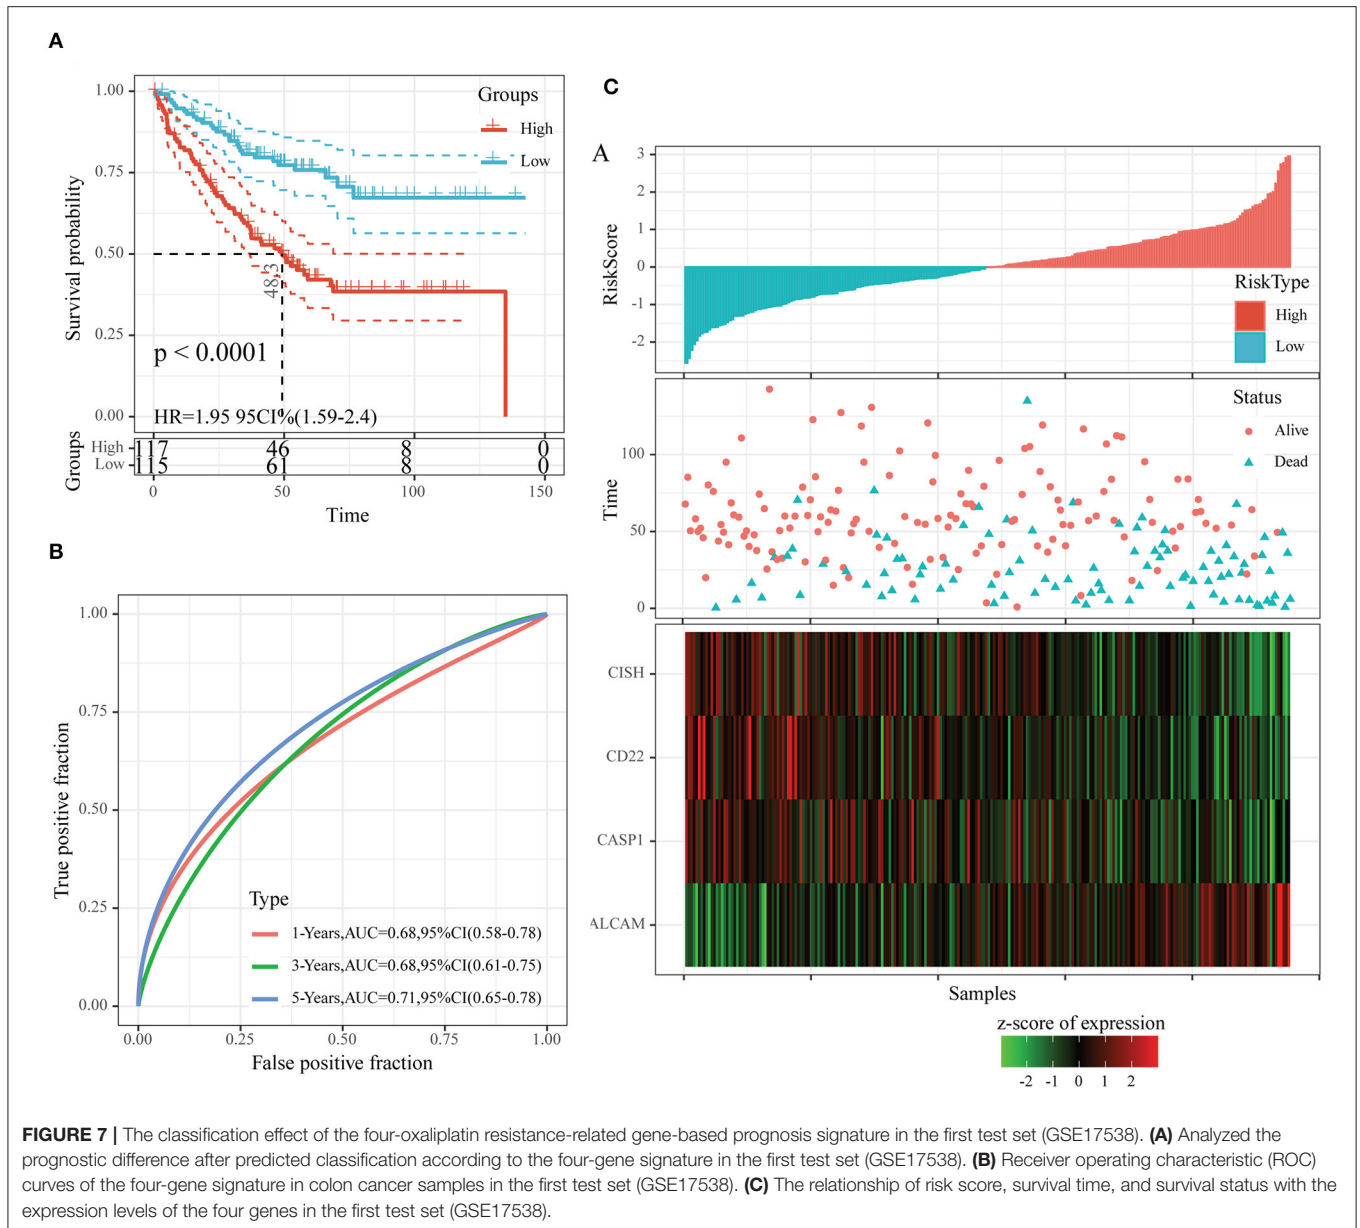 A
1.00
0.75
0.50
0.25
0.00
Survival probability
Groups
High
Low
48.3
p < 0.0001
HR=1.95 95CI%(1.59-2.4)
Groups
High 117 46 8 0
Low 115 61 8 0
0 50 100 150
Time
B
1.00
0.75
0.50
0.25
0.00
True positive fraction
Type
1-Years,AUC=0.68,95%CI(0.58-0.78)
3-Years,AUC=0.68,95%CI(0.61-0.75)
5-Years,AUC=0.71,95%CI(0.65-0.78)
0.00 0.25 0.50 0.75 1.00
False positive fraction
C
A
3
2
1
0
-1
-2
RiskScore
RiskType
High
Low
Status
Alive
Dead
100
50
0
Time
CISH
CD22
CASP1
ALCAM
Samples
z-score of expression
-2 -1 0 1 2
FIGURE 7 | The classification effect of the four-oxaliplatin resistance-related gene-based prognosis signature in the first test set (GSE17538). (A) Analyzed the
prognostic difference after predicted classification according to the four-gene signature in the first test set (GSE17538). (B) Receiver operating characteristic (ROC)
curves of the four-gene signature in colon cancer samples in the first test set (GSE17538). (C) The relationship of risk score, survival time, and survival status with the
expression levels of the four genes in the first test set (GSE17538).